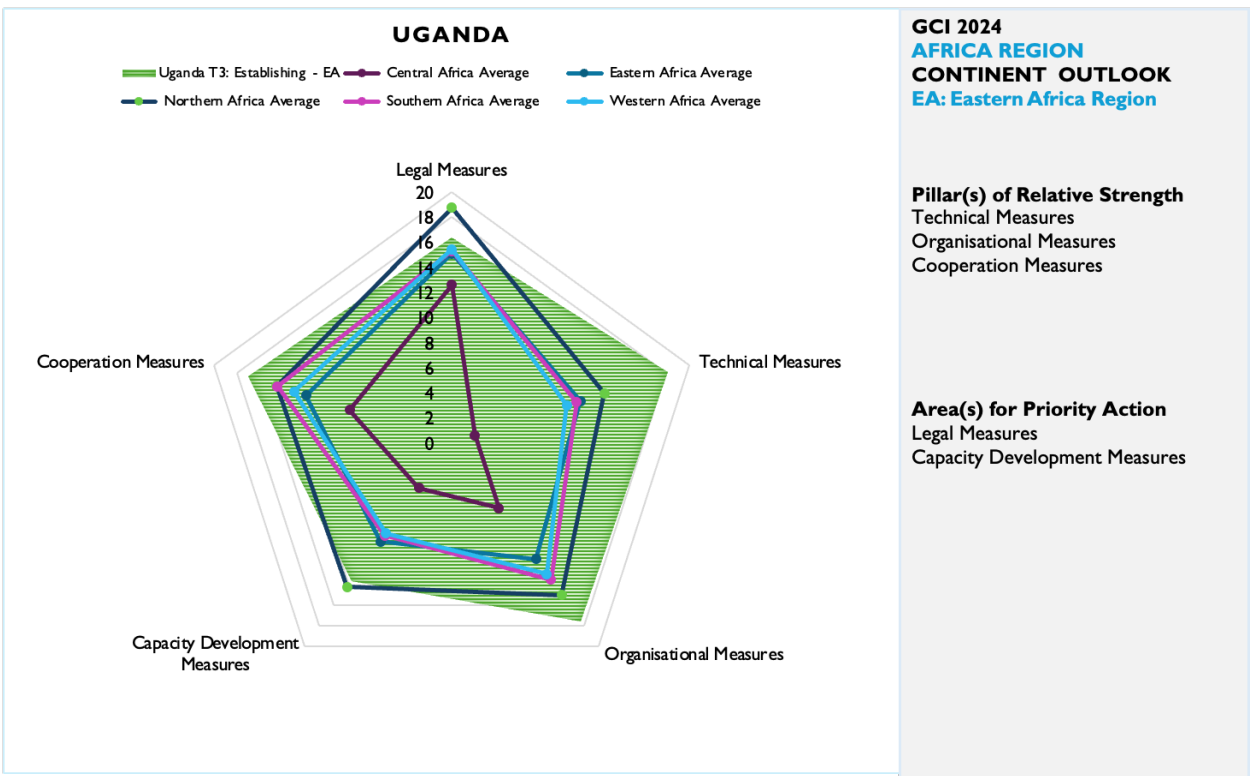 UGANDA
Uganda T3: Establishing - EA
Central Africa Average
Eastern Africa Average
Northern Africa Average
Southern Africa Average
Western Africa Average
Legal Measures
20
18
16
14
12
10
8
6
4
2
0
Technical Measures
Organisational Measures
Capacity Development
Measures
Cooperation Measures
GCI 2024
AFRICA REGION
CONTINENT OUTLOOK
EA: Eastern Africa Region
Pillar(s) of Relative Strength
Technical Measures
Organisational Measures
Cooperation Measures
Area(s) for Priority Action
Legal Measures
Capacity Development Measures